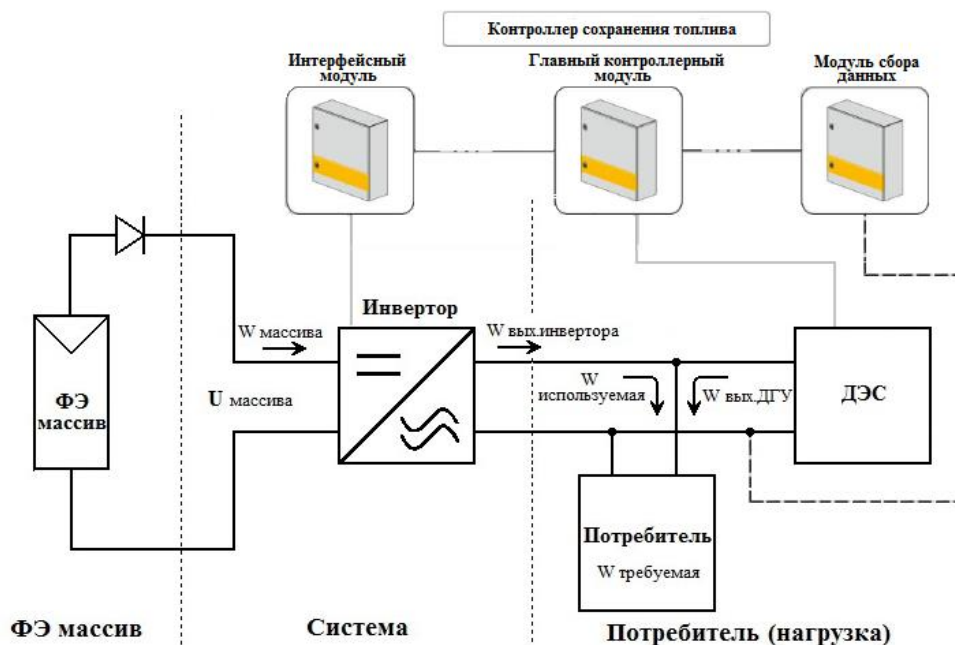 Контроллер сохранения топлива
Интерфейсный
модуль
Главный контроллерный
модуль
Модуль сбора
данных
Инвертор
W массива
W вых.инвертора
U массива
W
используемая
W вых.ДГУ
ДЭС
ФЭ
массив
Потребитель
W требуемая
ФЭ массив
Система
Потребитель (нагрузка)